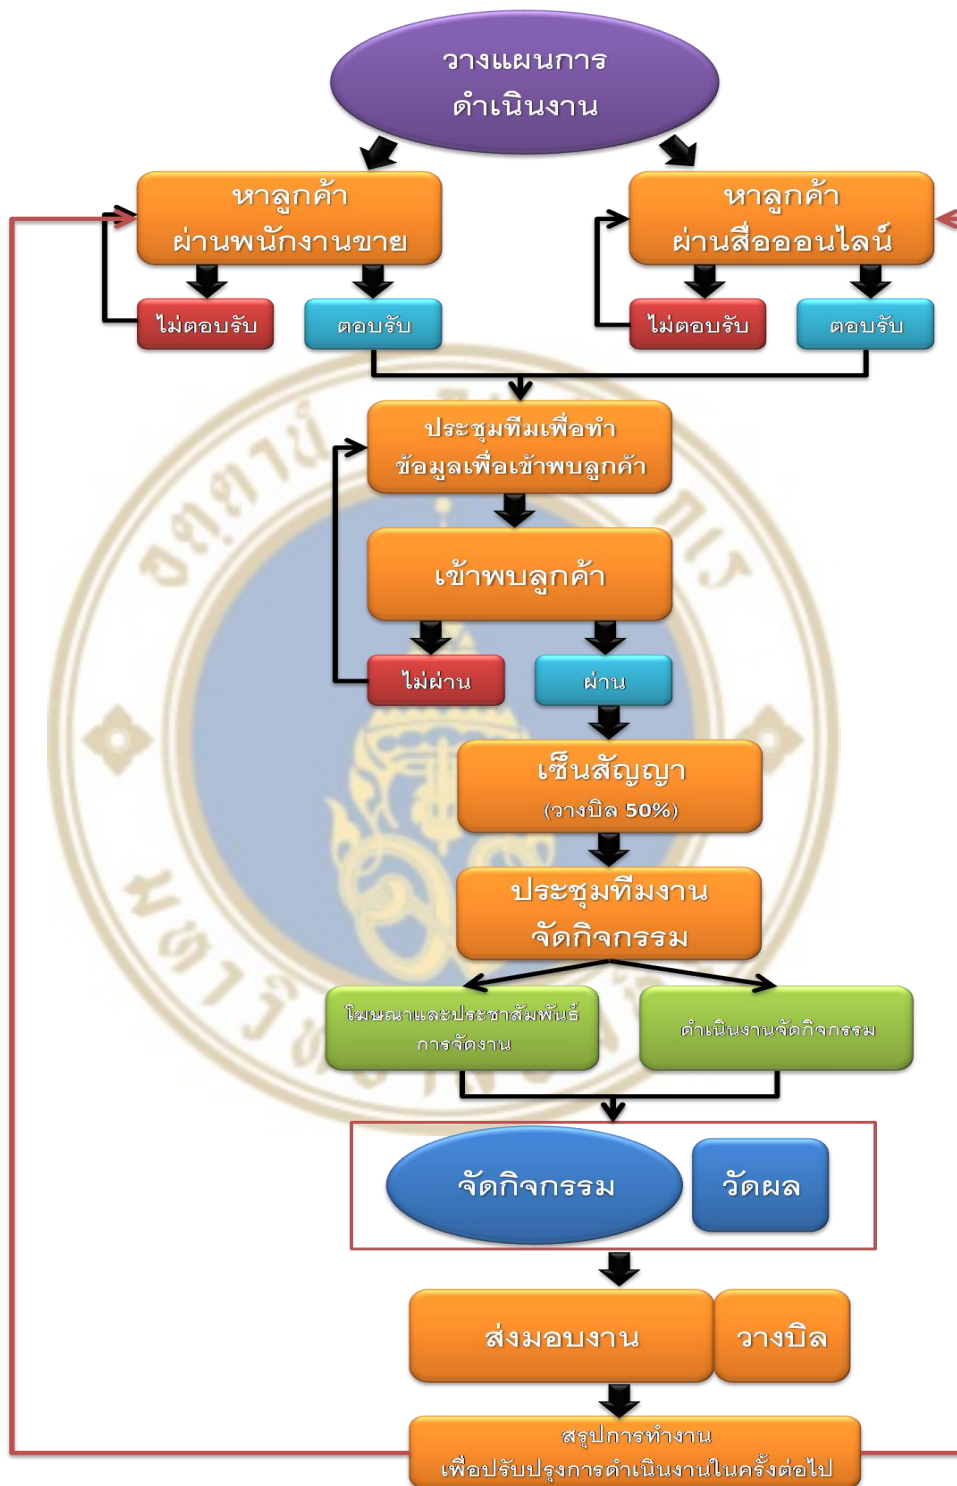 วางแผนการ
ดำเนินงาน
หาลูกค้า
ผ่านพนักงานขาย
หาลูกค้า
ผ่านสื่อออนไลน์
ไม่ตอบรับ
ตอบรับ
ไม่ตอบรับ
ตอบรับ
ประชุมทีมเพื่อทำ
ข้อมูลเพื่อเข้าพบลูกค้า
เข้าพบลูกค้า
ไม่ผ่าน
ผ่าน
เซ็นสัญญา
(วางบิล 50%)
ประชุมทีมงาน
จัดกิจกรรม
โฆษณาและประชาสัมพันธ์
การจัดงาน
ดำเนินงานจัดกิจกรรม
จัดกิจกรรม
วัดผล
ส่งมอบงาน
วางบิล
สรุปการทำงาน
เพื่อปรับปรุงการดำเนินงานในครั้งต่อไป